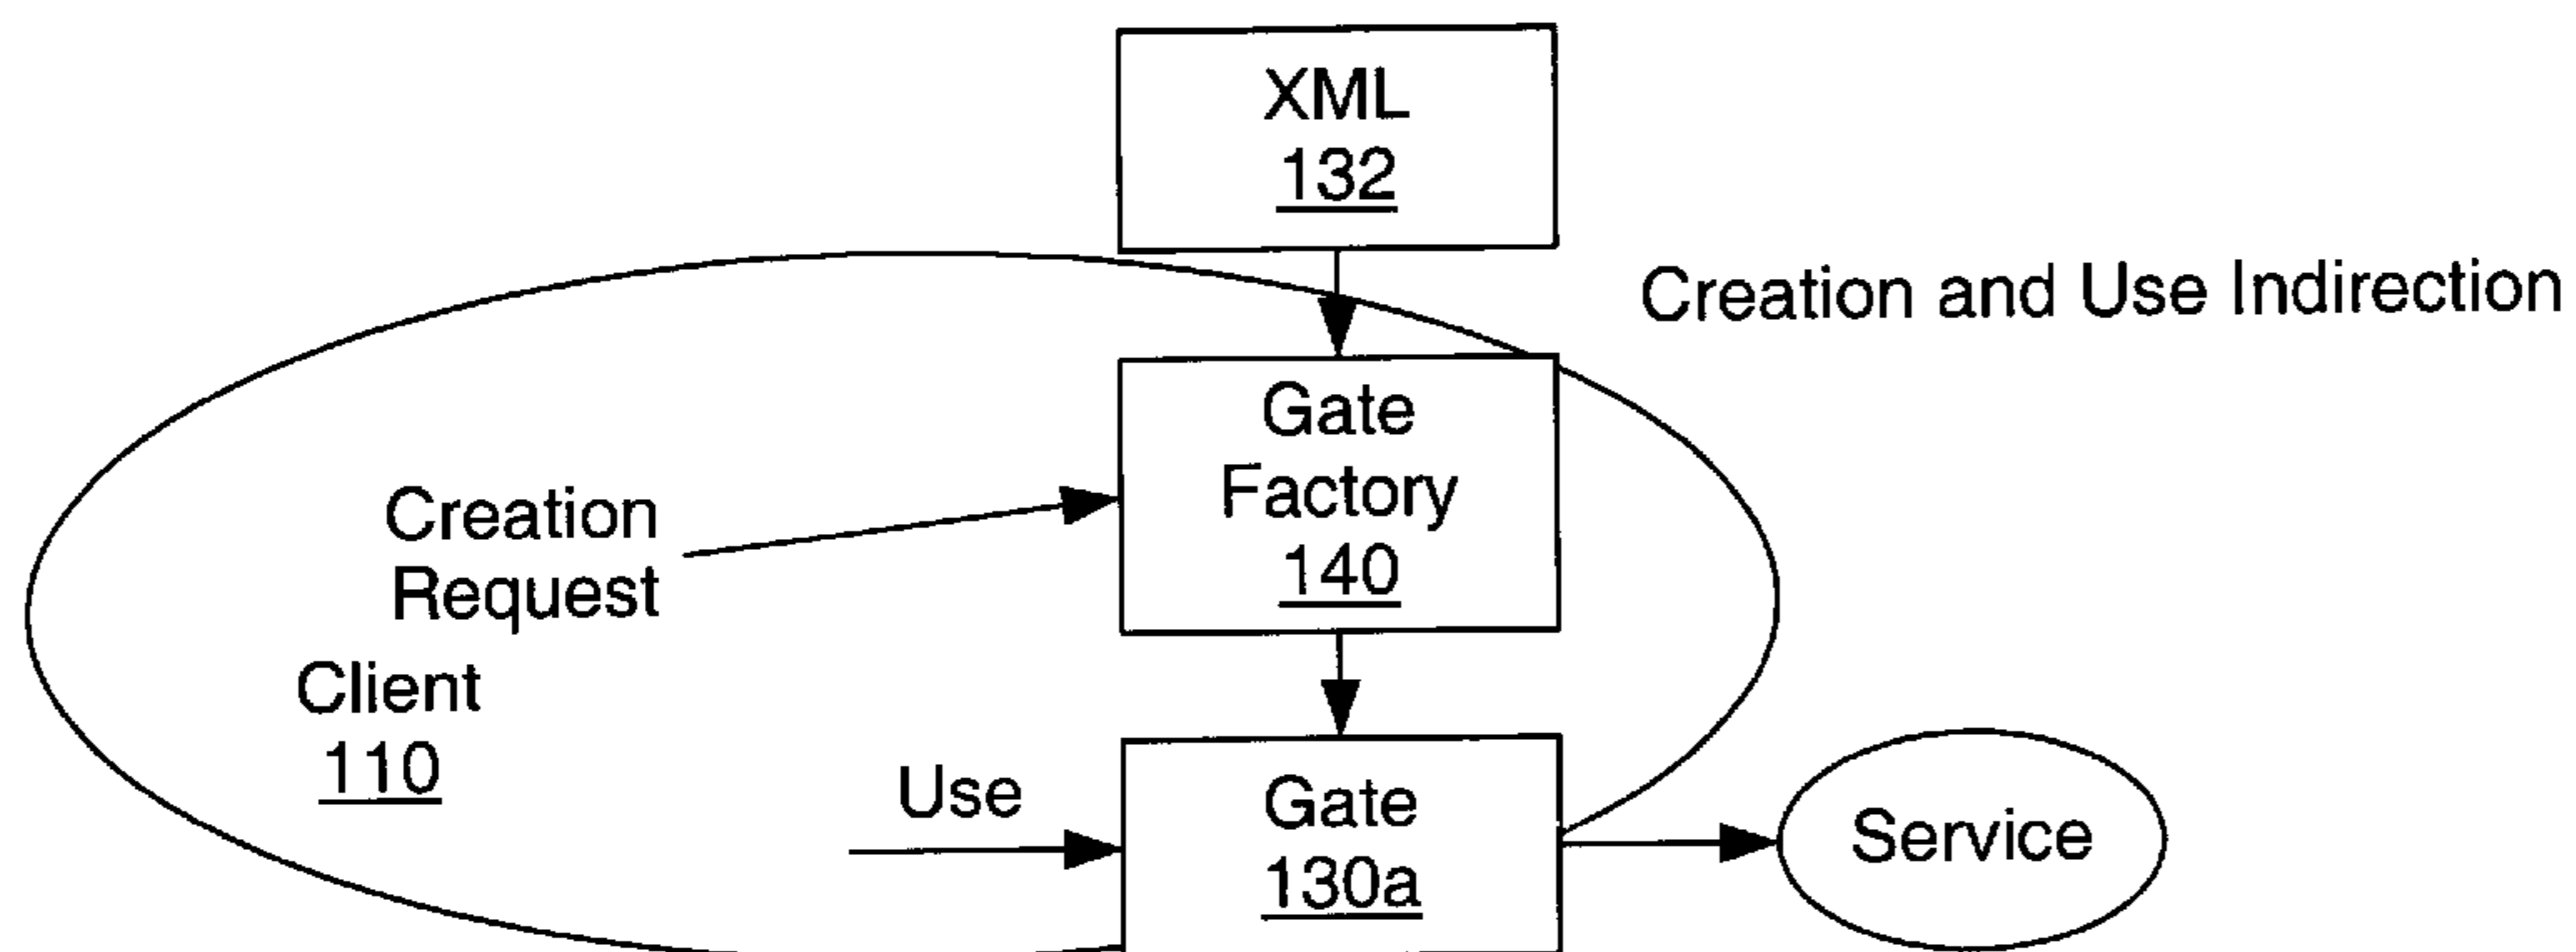 XML
132
Creation and Use Indirection
Gate
Factory
140
Creation
Request
Client
110
Use
Gate
130a
Service